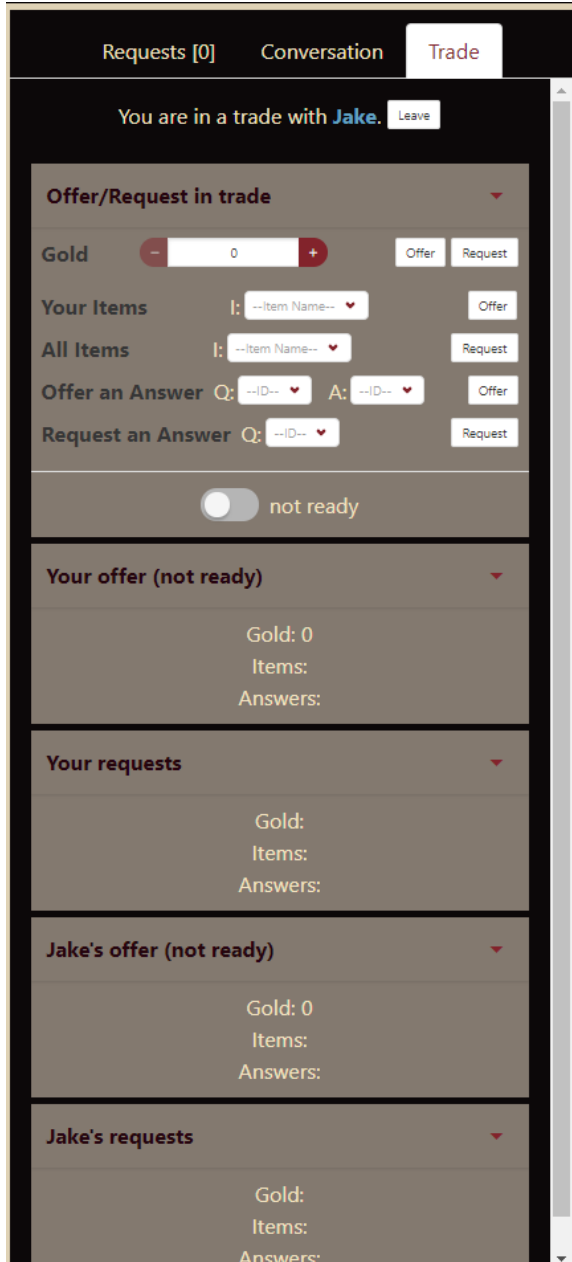 Requests [0] Conversation Trade
You are in a trade with Jake. Leave
Offer/Request in trade
Gold - 0 + Offer Request
Your Items I: --Item Name-- Offer
All Items I: --Item Name-- Request
Offer an Answer Q: --ID-- A: --ID-- Offer
Request an Answer Q: --ID-- Request
not ready
Your offer (not ready)
Gold: 0
Items:
Answers:
Your requests
Gold:
Items:
Answers:
Jake's offer (not ready)
Gold: 0
Items:
Answers:
Jake's requests
Gold:
Items:
Answers: